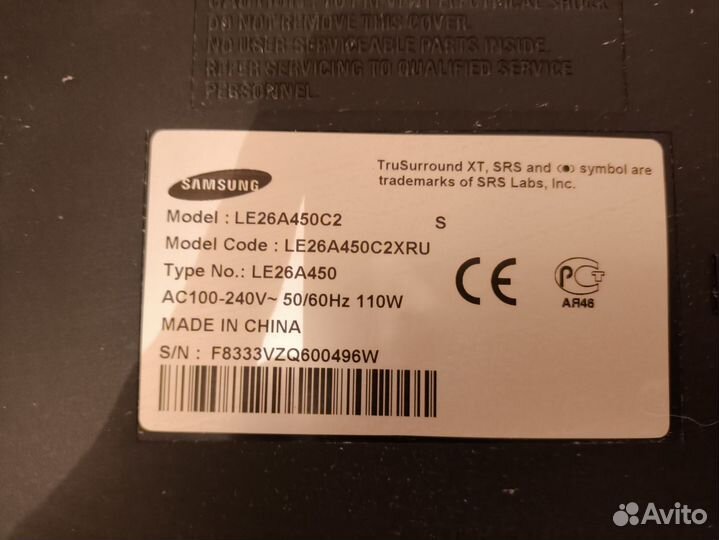 CAUTION: TO PREVENT ELECTRICAL SHOCK
DO NOT REMOVE THIS COVER.
NO USER-SERVICEABLE PARTS INSIDE.
REFER SERVICING TO QUALIFIED SERVICE
PERSONNEL.
SAMSUNG
TruSurround XT, SRS and symbol are
trademarks of SRS Labs, Inc.
Model : LE26A450C2 S
Model Code : LE26A450C2XRU
Type No.: LE26A450
AC100-240V~ 50/60Hz 110W
MADE IN CHINA
S/N : F8333VZQ600496W
CE
РСТ
АЯ46
Avito